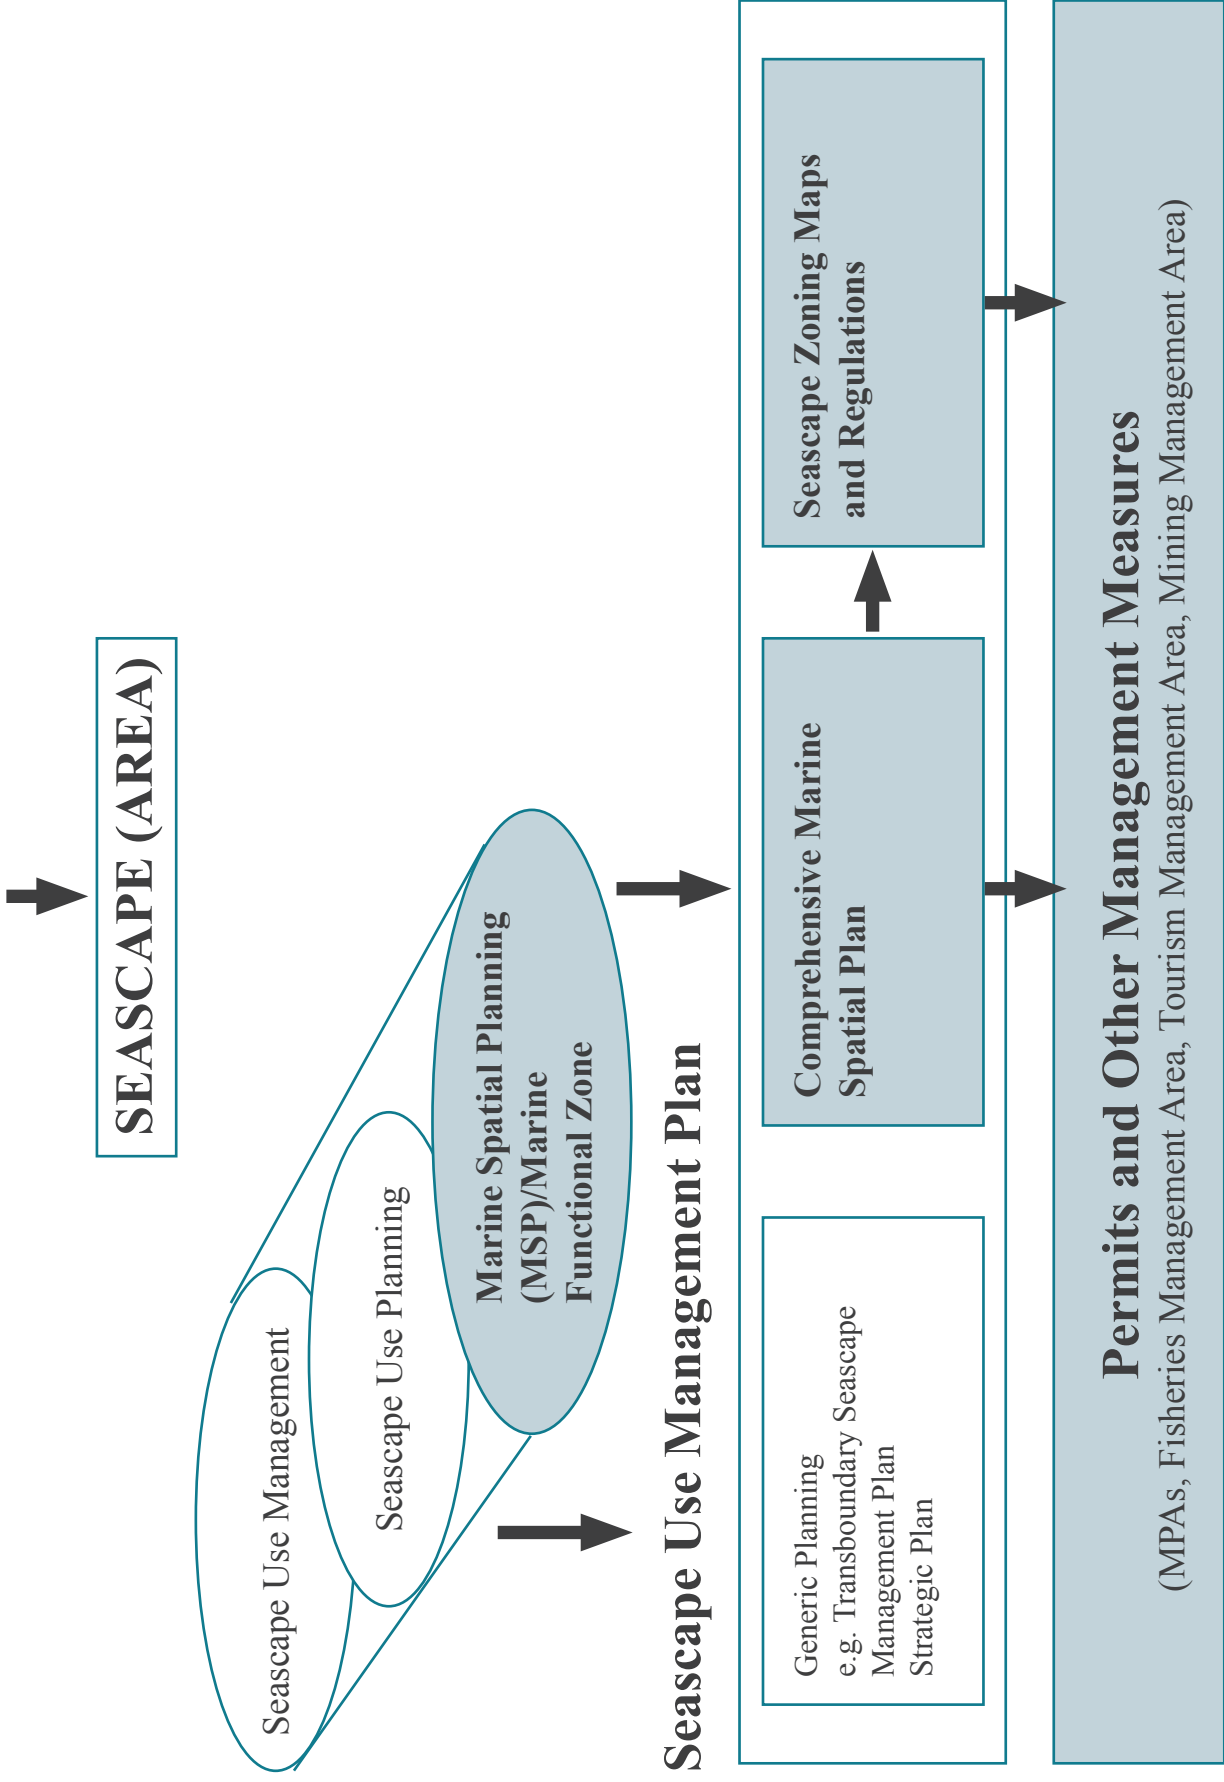 SEASCAPE (AREA)
Seascape Use Management
Seascape Use Planning
Marine Spatial Planning
(MSP)/Marine
Functional Zone
Seascape Use Management Plan
Generic Planning
e.g. Transboundary Seascape
Management Plan
Strategic Plan
Comprehensive Marine
Spatial Plan
Seascape Zoning Maps
and Regulations
Permits and Other Management Measures
(MPAs, Fisheries Management Area, Tourism Management Area, Mining Management Area)